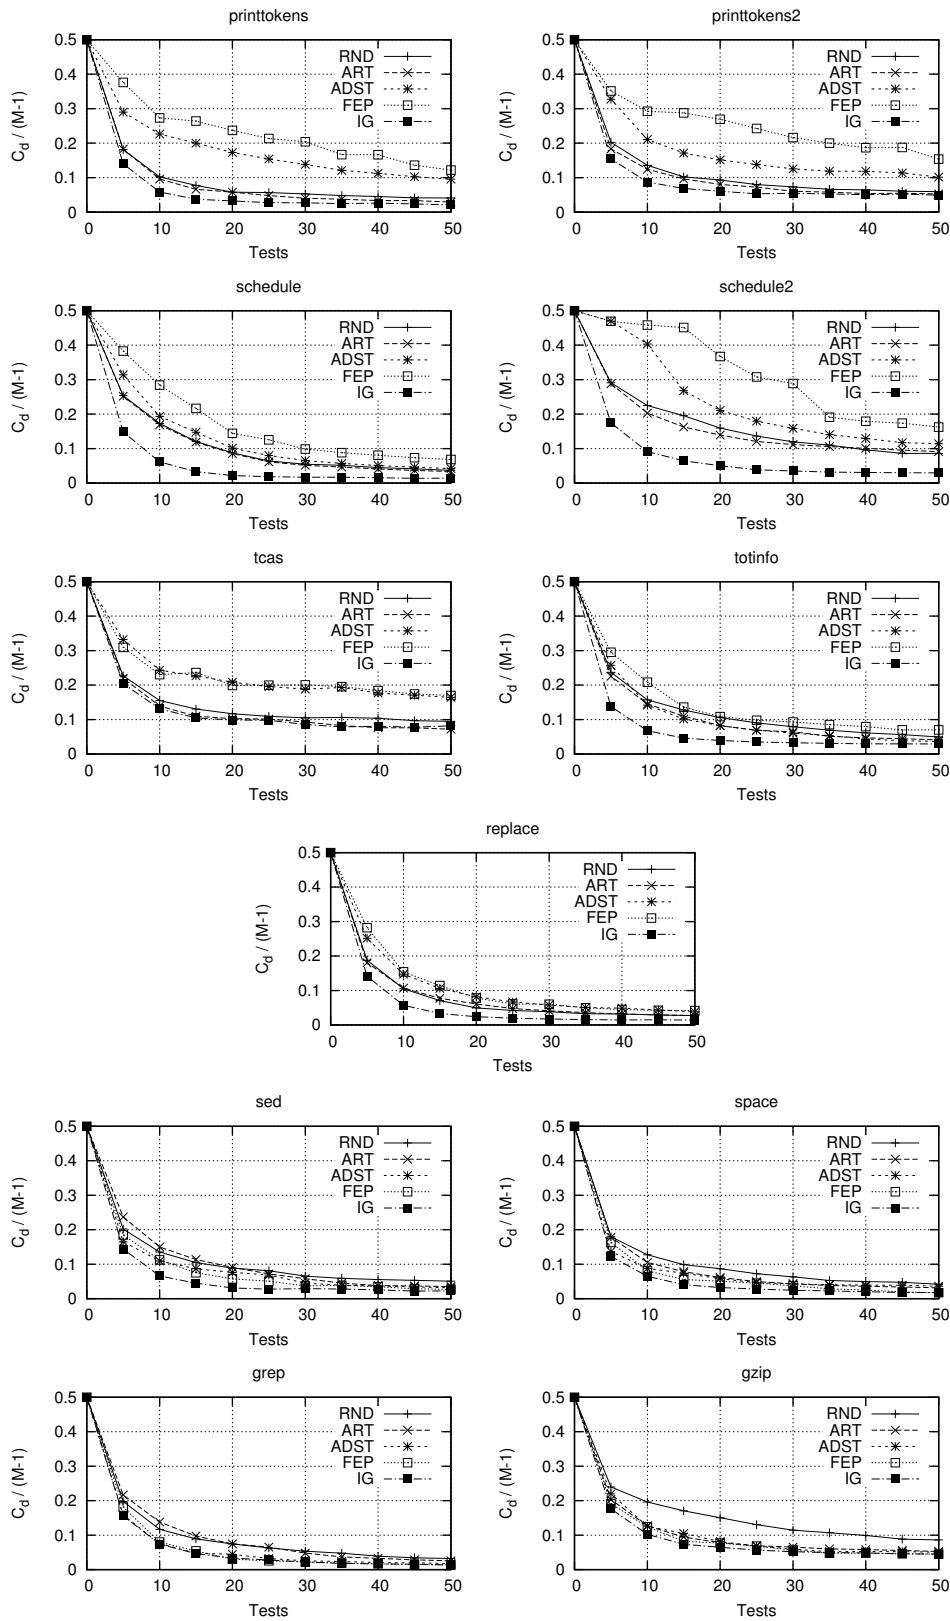 printtokens
0.5
0.4
0.3
0.2
0.1
0
C_d / (M-1)
RND
ART
ADST
FEP
IG
0 10 20 30 40 50
Tests
printtokens2
0.5
0.4
0.3
0.2
0.1
0
C_d / (M-1)
RND
ART
ADST
FEP
IG
0 10 20 30 40 50
Tests
schedule
0.5
0.4
0.3
0.2
0.1
0
C_d / (M-1)
RND
ART
ADST
FEP
IG
0 10 20 30 40 50
Tests
schedule2
0.5
0.4
0.3
0.2
0.1
0
C_d / (M-1)
RND
ART
ADST
FEP
IG
0 10 20 30 40 50
Tests
tcas
0.5
0.4
0.3
0.2
0.1
0
C_d / (M-1)
RND
ART
ADST
FEP
IG
0 10 20 30 40 50
Tests
totinfo
0.5
0.4
0.3
0.2
0.1
0
C_d / (M-1)
RND
ART
ADST
FEP
IG
0 10 20 30 40 50
Tests
replace
0.5
0.4
0.3
0.2
0.1
0
C_d / (M-1)
RND
ART
ADST
FEP
IG
0 10 20 30 40 50
Tests
sed
0.5
0.4
0.3
0.2
0.1
0
C_d / (M-1)
RND
ART
ADST
FEP
IG
0 10 20 30 40 50
Tests
space
0.5
0.4
0.3
0.2
0.1
0
C_d / (M-1)
RND
ART
ADST
FEP
IG
0 10 20 30 40 50
Tests
grep
0.5
0.4
0.3
0.2
0.1
0
C_d / (M-1)
RND
ART
ADST
FEP
IG
0 10 20 30 40 50
Tests
gzip
0.5
0.4
0.3
0.2
0.1
0
C_d / (M-1)
RND
ART
ADST
FEP
IG
0 10 20 30 40 50
Tests